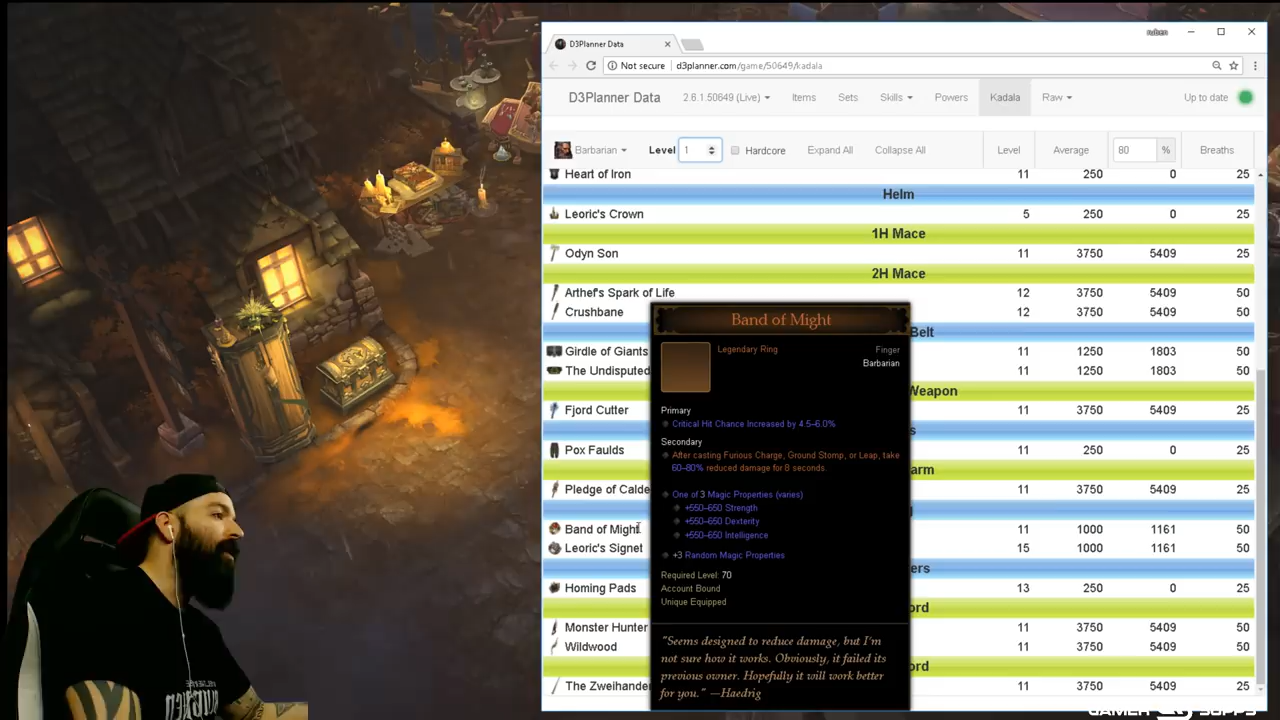 ruben
D3Planner Data
Not secure d3planner.com/game/50649/kadala
D3Planner Data 2.6.1.50649 (Live) Items Sets Skills Powers Kadala Raw Up to date
Barbarian Level 1 Hardcore Expand All Collapse All Level Average 80 % Breaths
Heart of Iron 11 250 0 25
Helm
Leoric's Crown 5 250 0 25
1H Mace
Odyn Son 11 3750 5409 50
2H Mace
Arthef's Spark of Life 12 3750 5409 50
Crushbane 12 3750 5409 50
Belt
Girdle of Giants 11 1250 1803 50
The Undisputed 11 1250 1803 50
Weapon
Fjord Cutter 11 3750 5409 50
Pox Faulds 11 250 0 25
Pledge of Calde 11 3750 5409 50
Band of Might 11 1000 1161 50
Leoric's Signet 15 1000 1161 50
Homing Pads 13 250 0 25
Monster Hunter 11 3750 5409 50
Wildwood 11 3750 5409 50
The Zweihander 11 3750 5409 50
Band of Might
Legendary Ring Finger
Barbarian
Primary
Critical Hit Chance Increased by 4.5–6.0%
Secondary
After casting Furious Charge, Ground Stomp, or Leap, take
60–80% reduced damage for 8 seconds.
One of 3 Magic Properties (varies)
+550–650 Strength
+550–650 Dexterity
+550–650 Intelligence
+3 Random Magic Properties
Required Level: 70
Account Bound
Unique Equipped
"Seems designed to reduce damage, but I'm
not sure how it works. Obviously, it failed its
previous owner. Hopefully it will work better
for you." —Haedrig